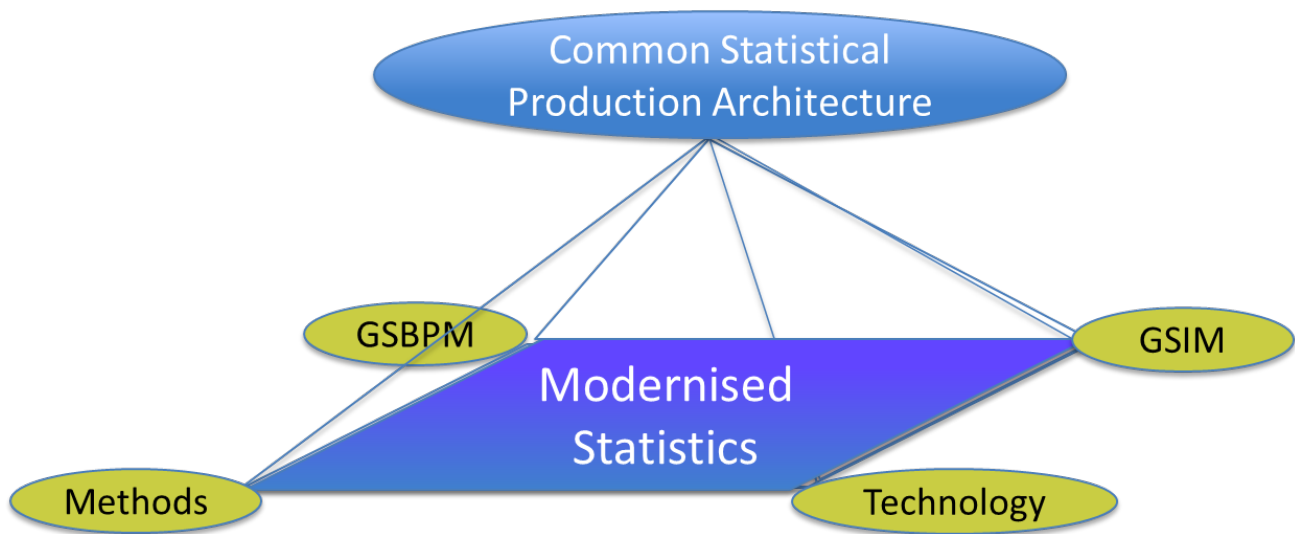 Common Statistical
Production Architecture
GSBPM
GSIM
Modernised
Statistics
Methods
Technology